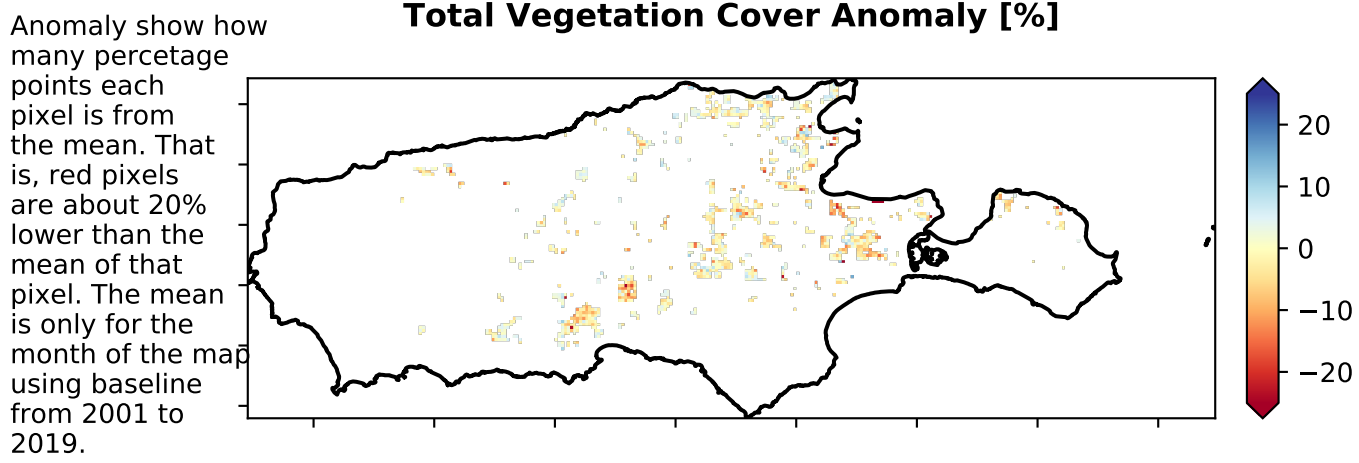 Total Vegetation Cover Anomaly [%]
Anomaly show how
many percetage
points each
pixel is from
the mean. That
is, red pixels
are about 20%
lower than the
mean of that
pixel. The mean
is only for the
month of the map
using baseline
from 2001 to
2019.
20
10
0
−10
−20